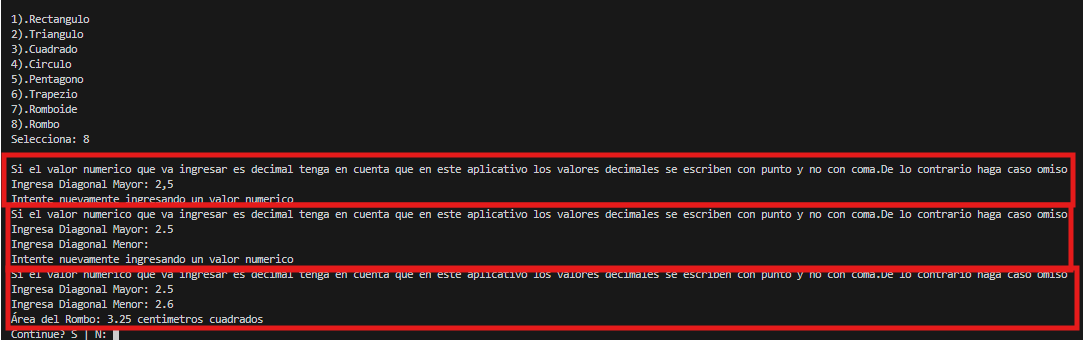 1).Rectangulo
2).Triangulo
3).Cuadrado
4).Circulo
5).Pentagono
6).Trapezio
7).Romboide
8).Rombo
Selecciona: 8
Si el valor numerico que va ingresar es decimal tenga en cuenta que en este aplicativo los valores decimales se escriben con punto y no con coma.De lo contrario haga caso omiso
Ingresa Diagonal Mayor: 2,5
Intente nuevamente ingresando un valor numerico
Si el valor numerico que va ingresar es decimal tenga en cuenta que en este aplicativo los valores decimales se escriben con punto y no con coma.De lo contrario haga caso omiso
Ingresa Diagonal Mayor: 2.5
Ingresa Diagonal Menor:
Intente nuevamente ingresando un valor numerico
Si el valor numerico que va ingresar es decimal tenga en cuenta que en este aplicativo los valores decimales se escriben con punto y no con coma.De lo contrario haga caso omiso
Ingresa Diagonal Mayor: 2.5
Ingresa Diagonal Menor: 2.6
Área del Rombo: 3.25 centimetros cuadrados
Continue? S | N: